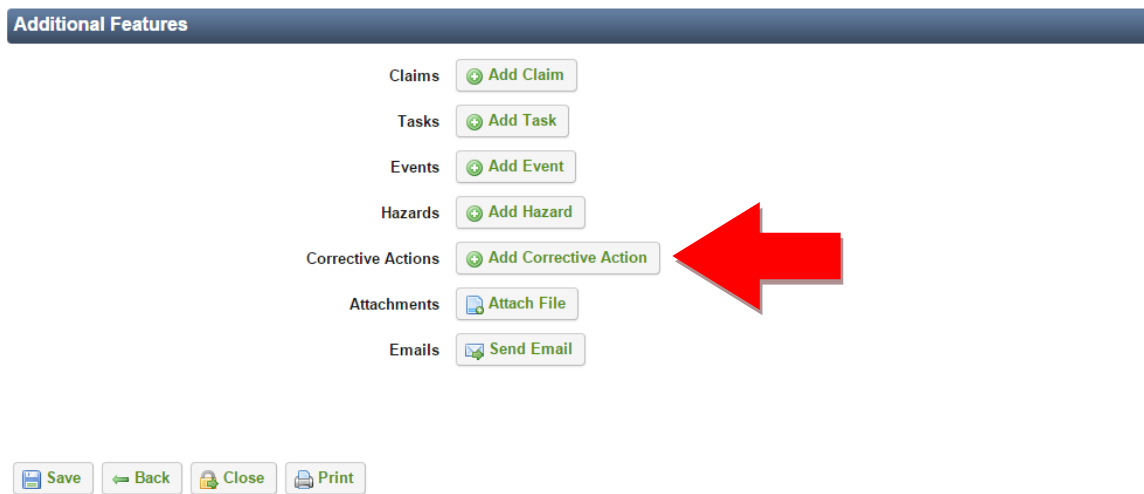 Additional Features
Claims Add Claim
Tasks Add Task
Events Add Event
Hazards Add Hazard
Corrective Actions Add Corrective Action
Attachments Attach File
Emails Send Email
Save Back Close Print